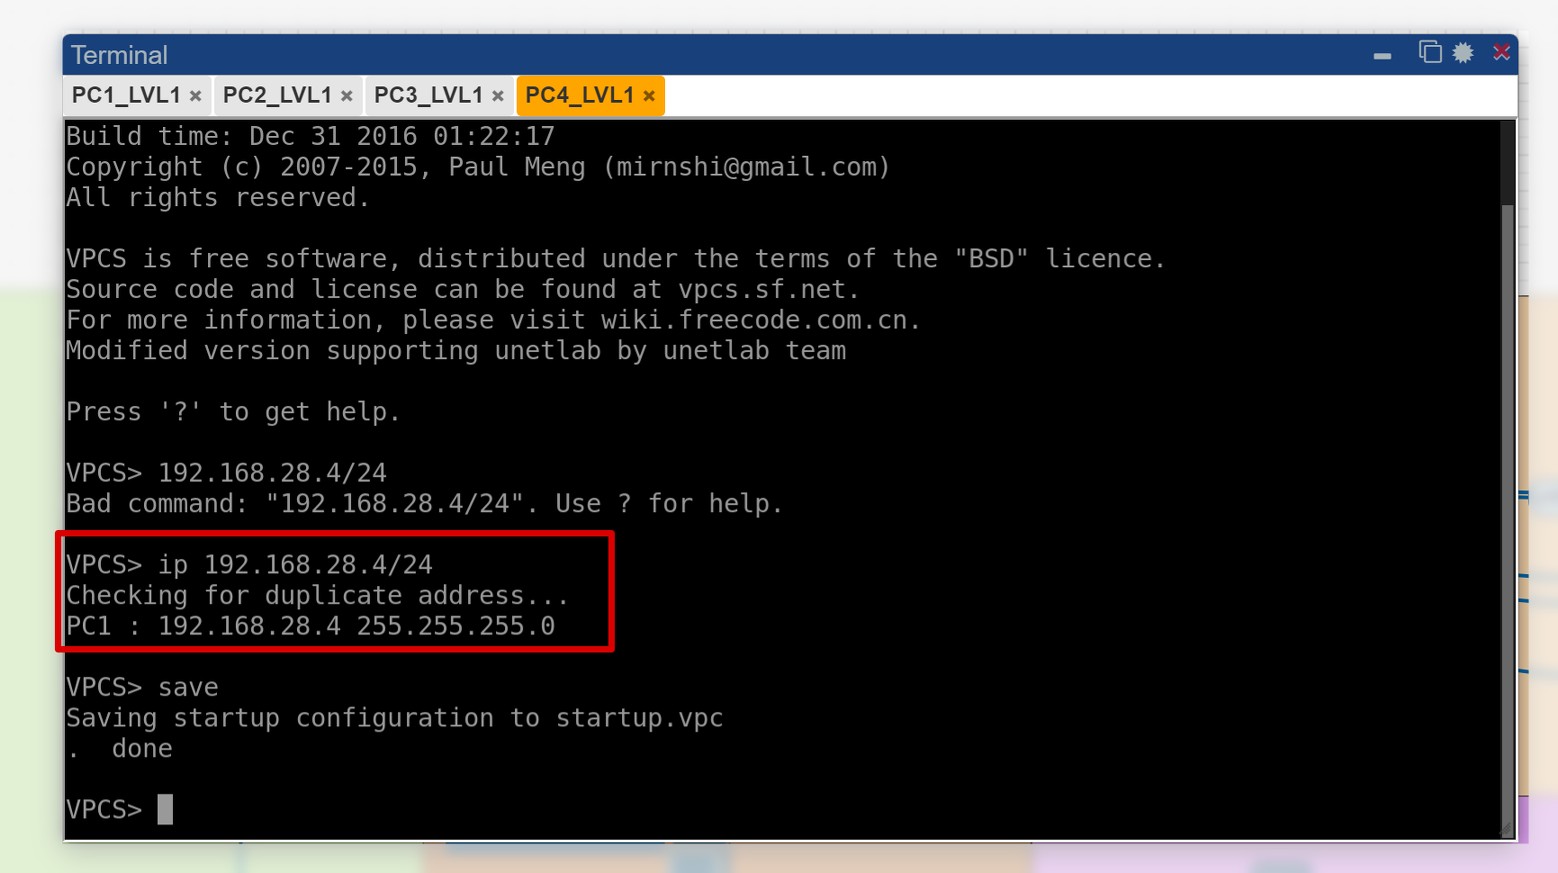 Terminal
PC1_LVL1 × PC2_LVL1 × PC3_LVL1 × PC4_LVL1 ×
Build time: Dec 31 2016 01:22:17
Copyright (c) 2007-2015, Paul Meng (mirnshi@gmail.com)
All rights reserved.
VPCS is free software, distributed under the terms of the "BSD" licence.
Source code and license can be found at vpcs.sf.net.
For more information, please visit wiki.freecode.com.cn.
Modified version supporting unetlab by unetlab team
Press '?' to get help.
VPCS> 192.168.28.4/24
Bad command: "192.168.28.4/24". Use ? for help.
VPCS> ip 192.168.28.4/24
Checking for duplicate address...
PC1 : 192.168.28.4 255.255.255.0
VPCS> save
Saving startup configuration to startup.vpc
.  done
VPCS>